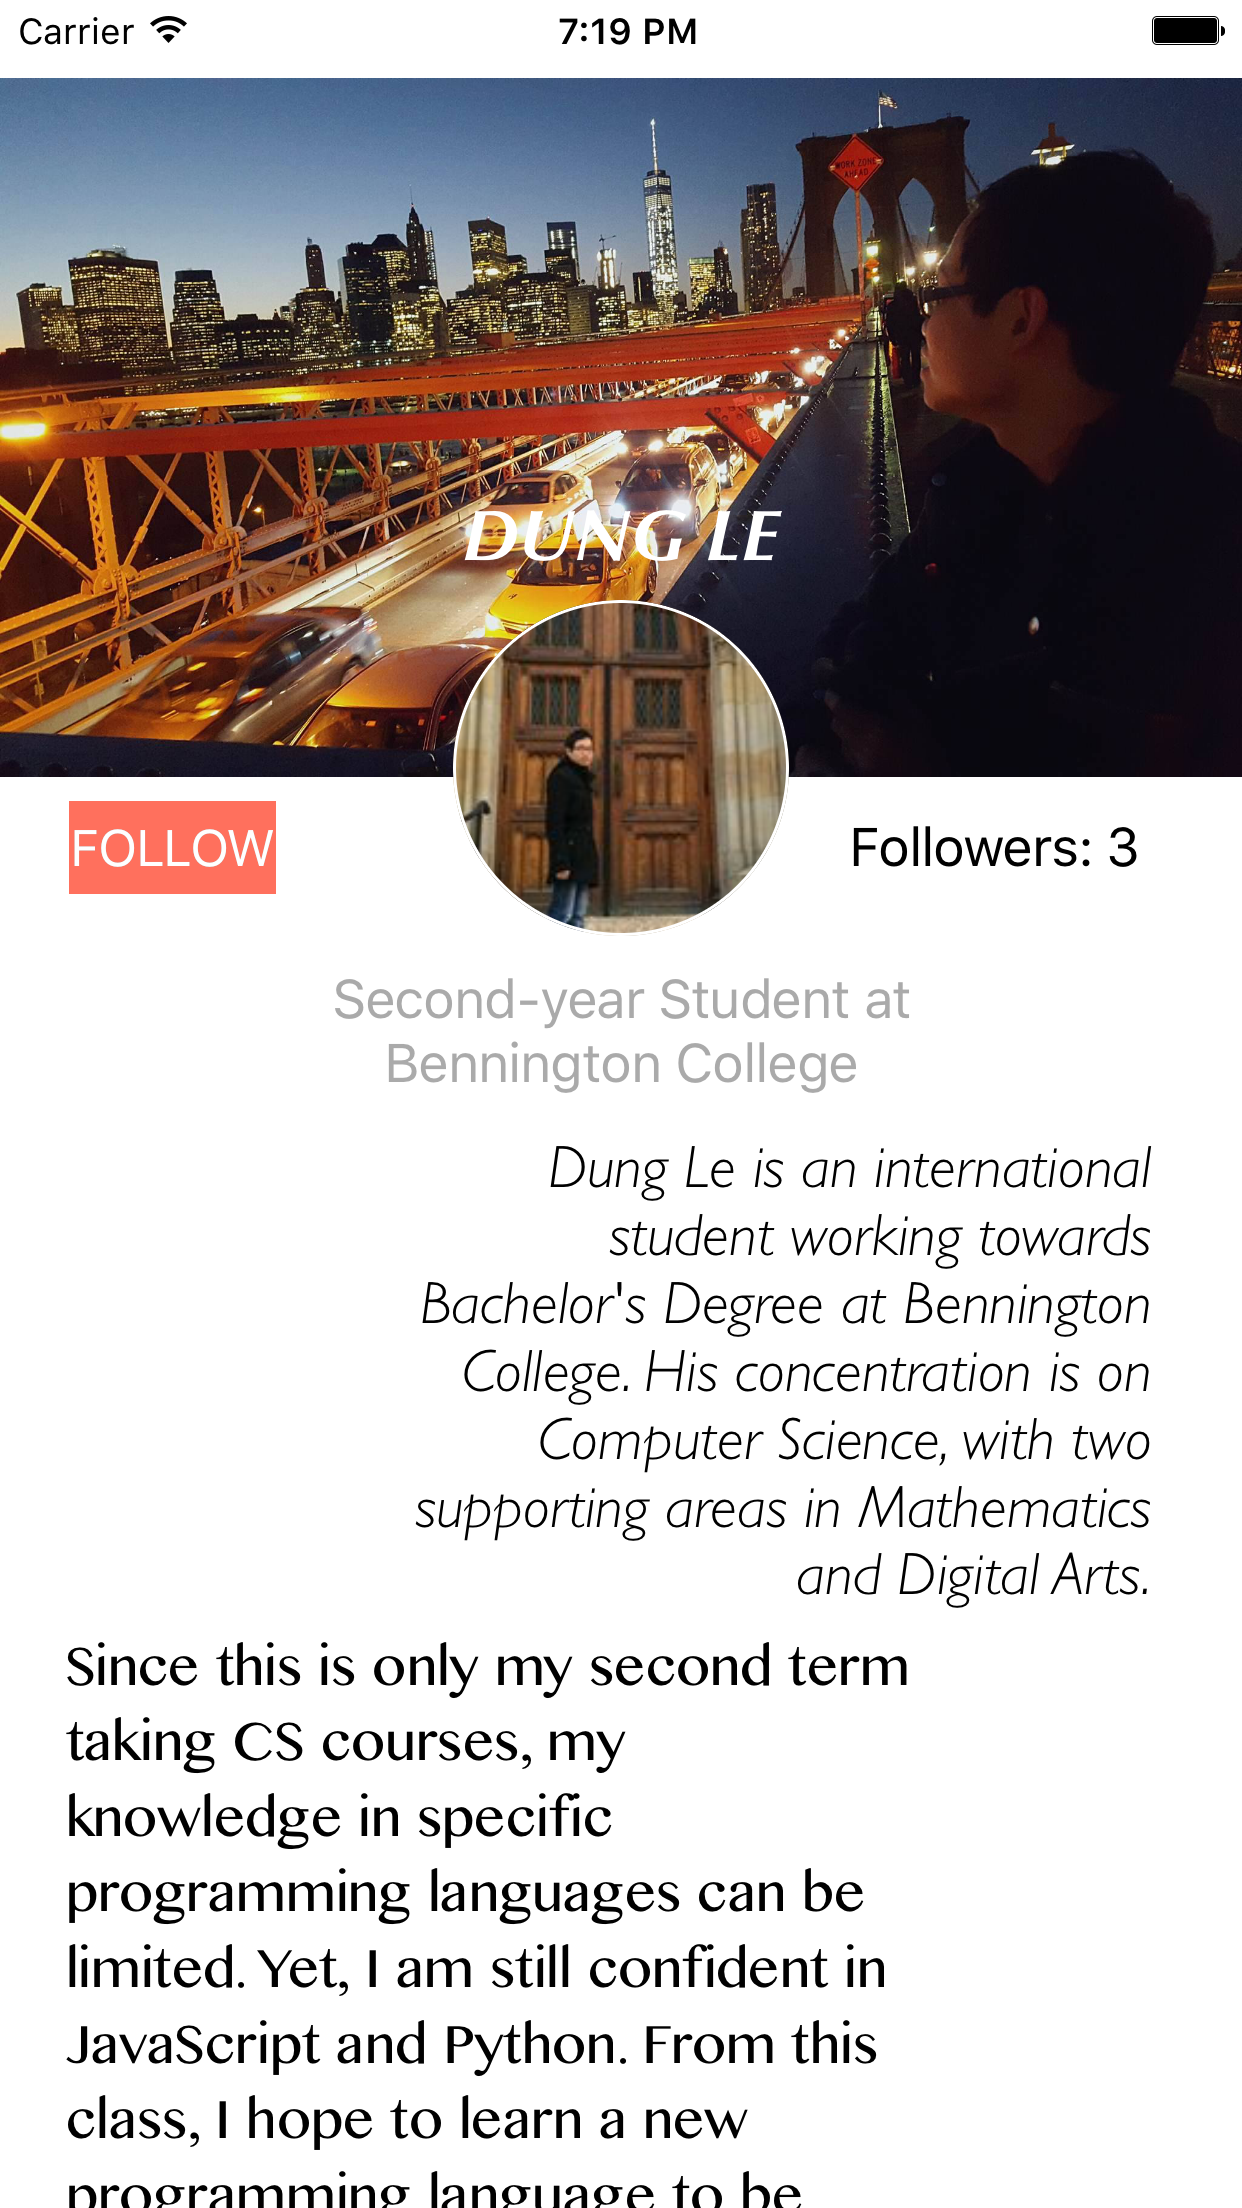 Carrier 7:19 PM
WORK ZONE
AHEAD
DUNG LE
FOLLOW
Followers: 3
Second-year Student at
Bennington College
Dung Le is an international
student working towards
Bachelor's Degree at Bennington
College. His concentration is on
Computer Science, with two
supporting areas in Mathematics
and Digital Arts.
Since this is only my second term
taking CS courses, my
knowledge in specific
programming languages can be
limited. Yet, I am still confident in
JavaScript and Python. From this
class, I hope to learn a new
programming language to be